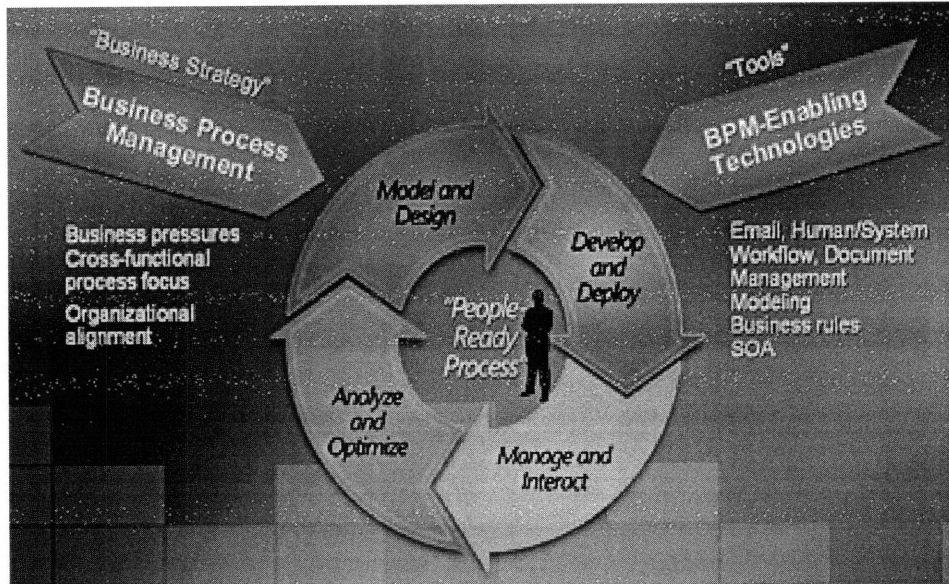 "Business Strategy"
Business Process
Management
Business pressures
Cross-functional
process focus
Organizational
alignment
Model and
Design
Develop
and
Deploy
"People-
Ready
Process"
Analyze
and
Optimize
Manage and
Interact
"Tools"
BPM-Enabling
Technologies
Email, Human/System
Workflow, Document
Management
Modeling
Business rules
SOA